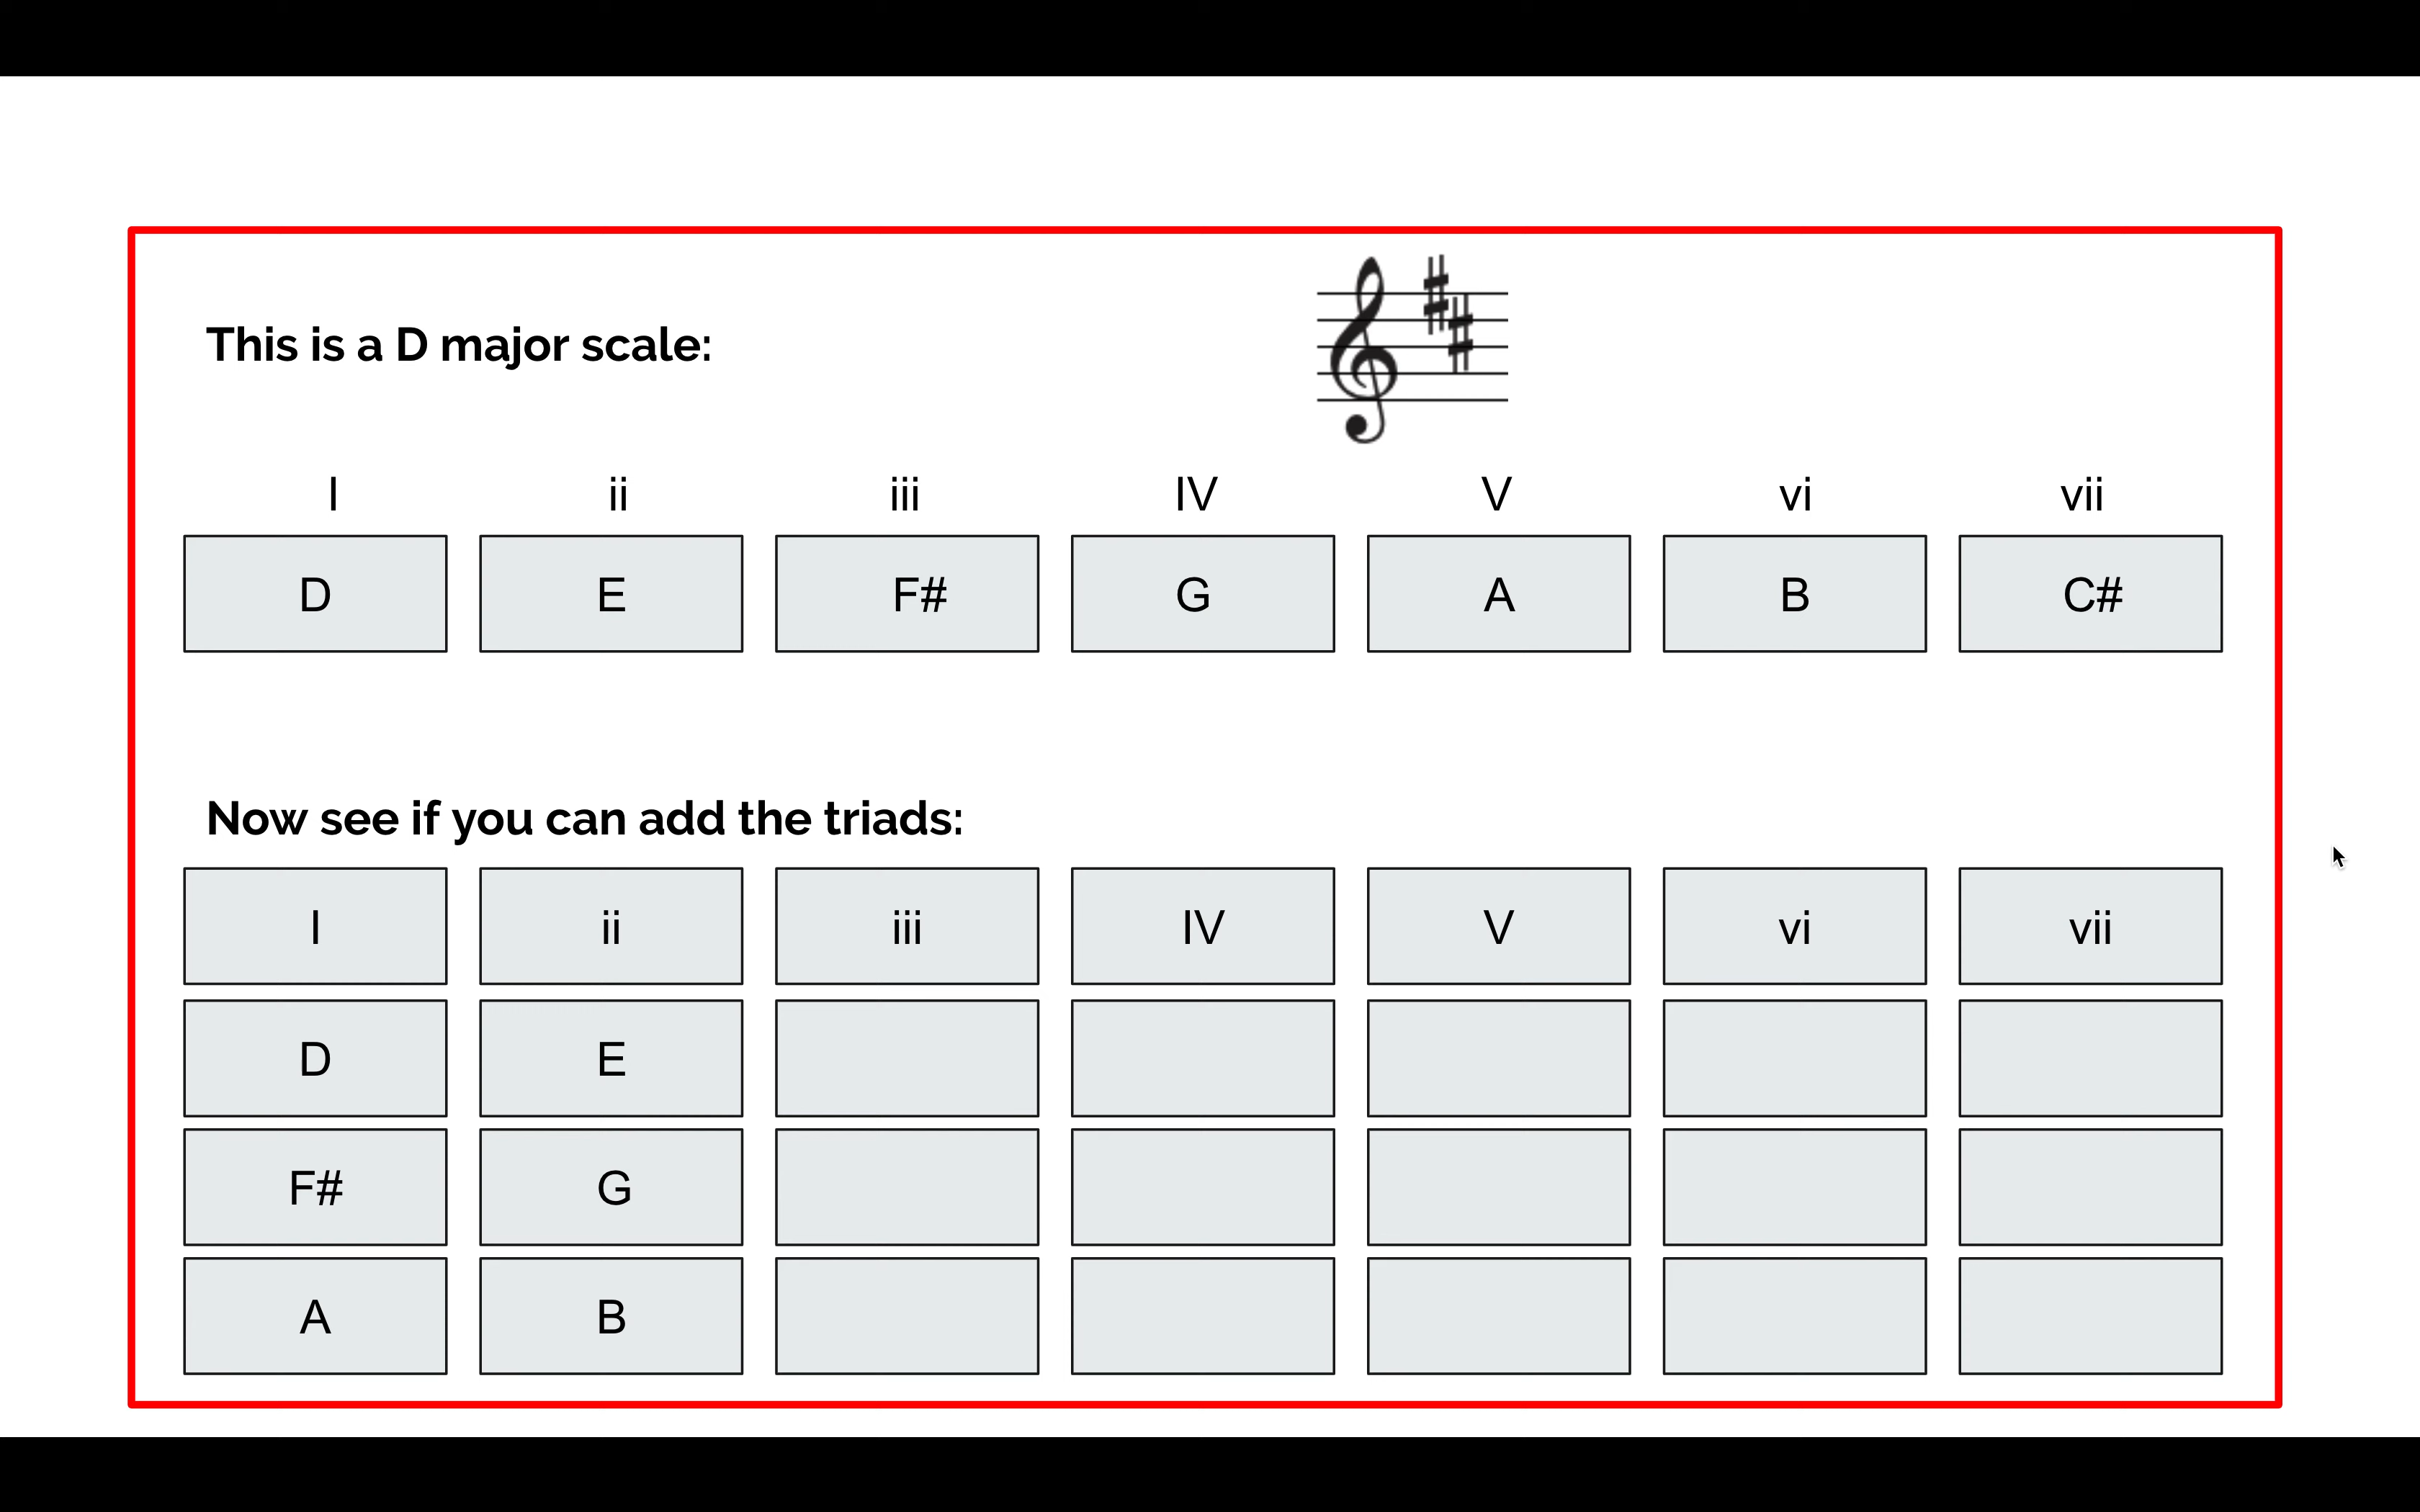 This is a D major scale:
I ii iii IV V vi vii
D E F# G A B C#
Now see if you can add the triads:
I ii iii IV V vi vii
D E
F# G
A B